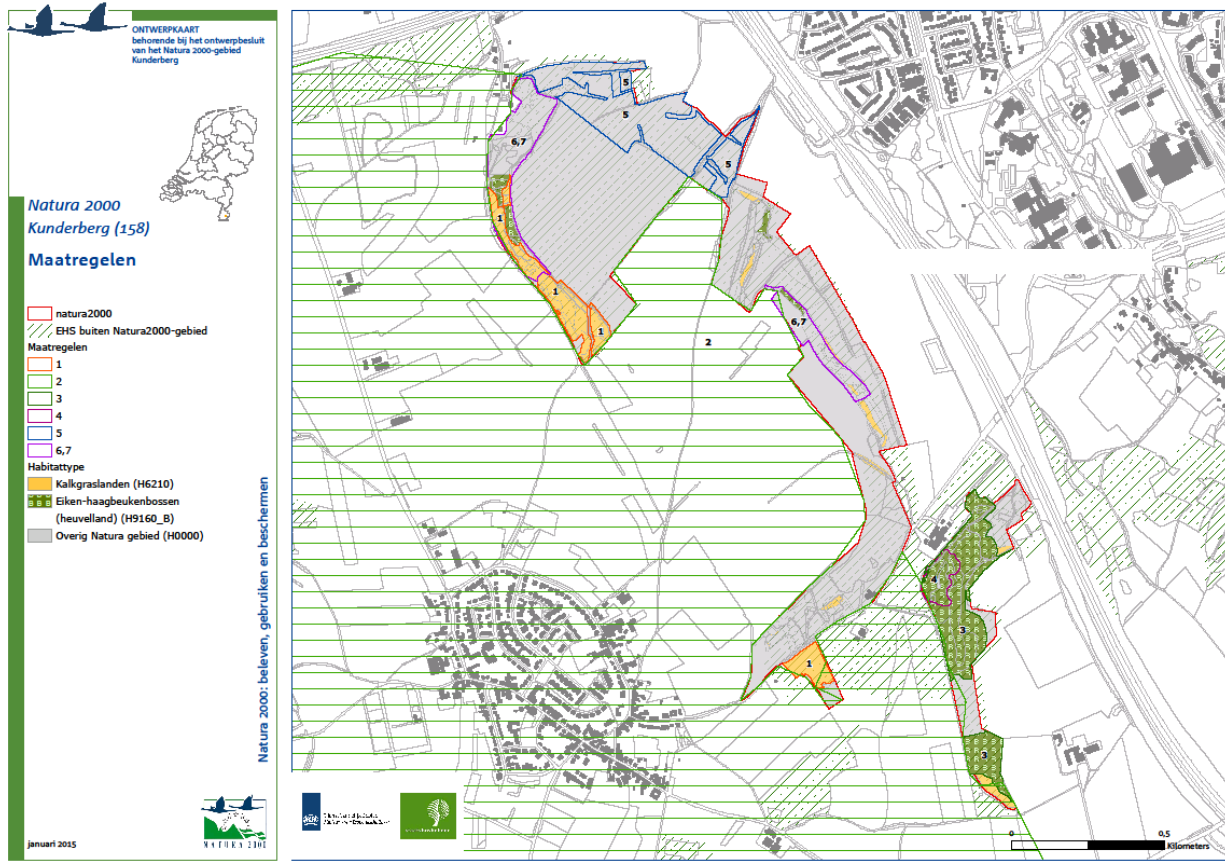 ONTWERPKAART
behorende bij het ontwerpbesluit
van het Natura 2000-gebied
Kunderberg
Natura 2000
Kunderberg (158)
Maatregelen
natura2000
EHS buiten Natura2000-gebied
Maatregelen
1
2
3
4
5
6,7
Habitattype
Kalkgraslanden (H6210)
Eiken-haagbeukenbossen
(heuvelland) (H9160_B)
Overig Natura gebied (H0000)
Natura 2000: beleven, gebruiken en beschermen
NATURA 2000
januari 2015
5
5
6,7
5
1
1
1
6,7
2
4
3
1
3
0
0,5
Kilometers